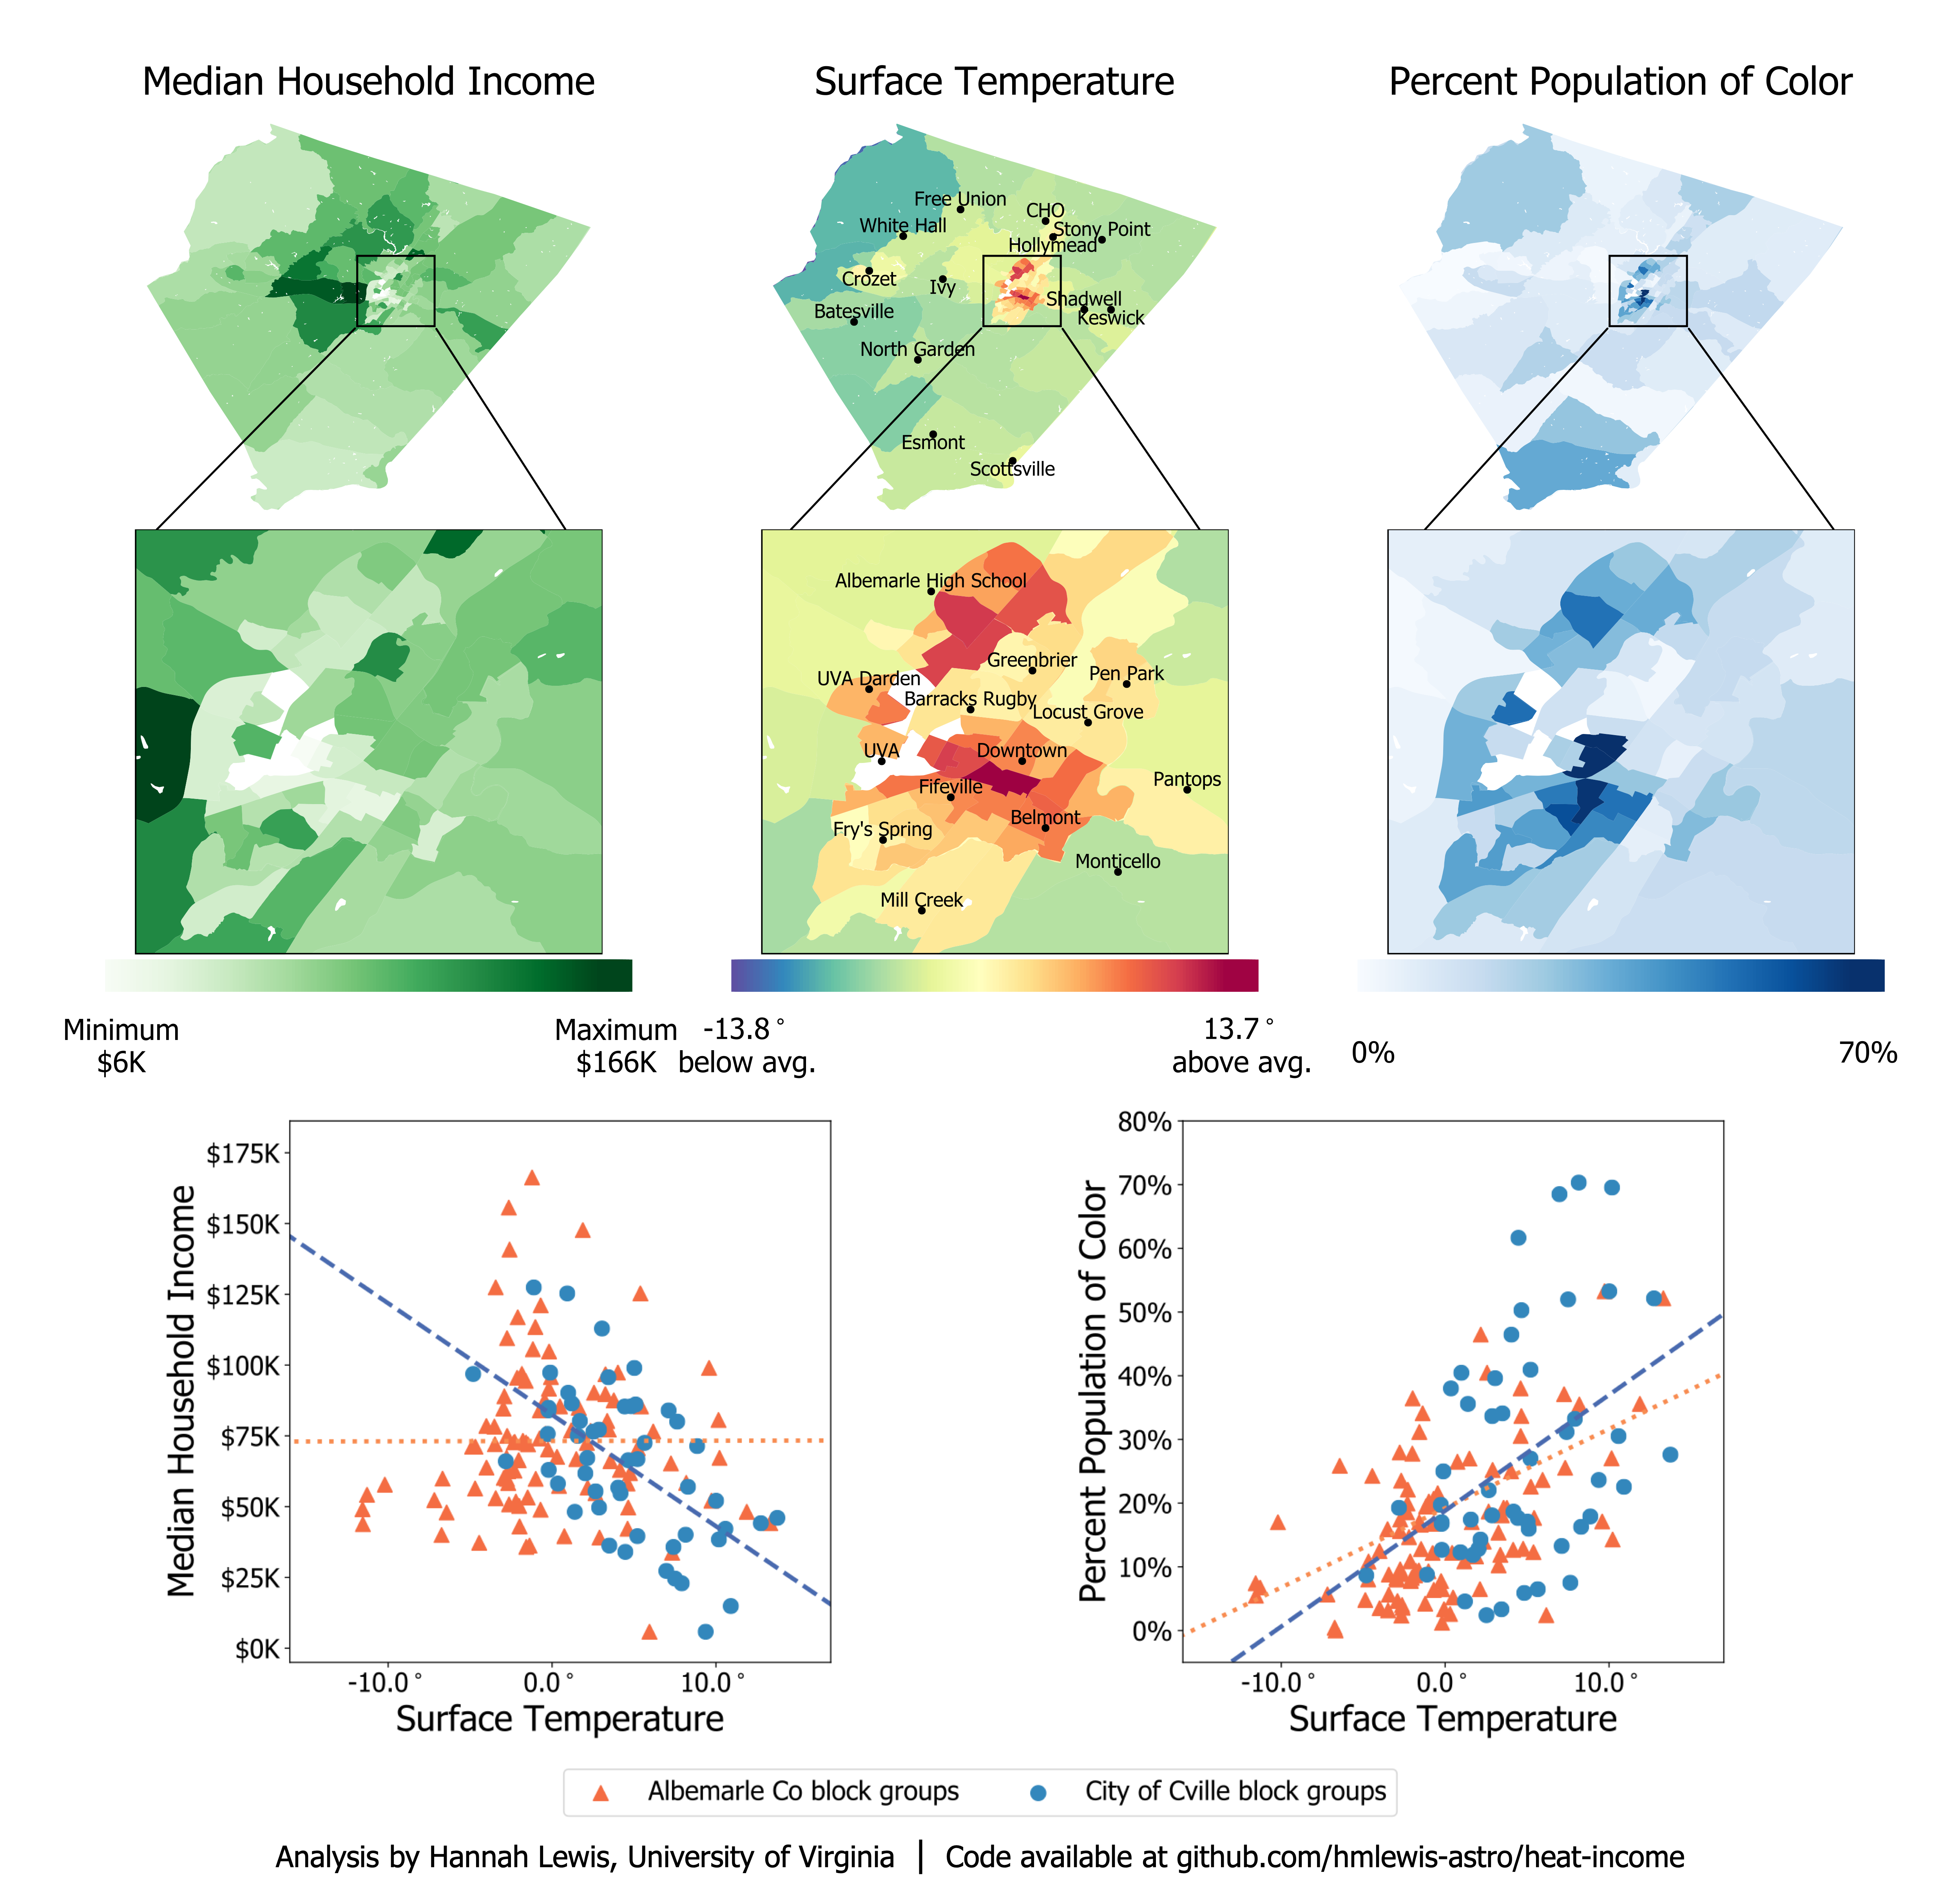 Median Household Income
Surface Temperature
Percent Population of Color
Free Union
CHO
White Hall
Stony Point
Hollymead
Crozet
Ivy
Shadwell
Batesville
Keswick
North Garden
Esmont
Scottsville
Albemarle High School
Greenbrier
UVA Darden
Pen Park
Barracks Rugby
Locust Grove
UVA
Downtown
Pantops
Fifeville
Belmont
Fry's Spring
Monticello
Mill Creek
Minimum
$6K
Maximum
$166K
-13.8°
below avg.
13.7°
above avg.
0%
70%
Median Household Income
$175K
$150K
$125K
$100K
$75K
$50K
$25K
$0K
-10.0° 0.0° 10.0°
Surface Temperature
Percent Population of Color
80%
70%
60%
50%
40%
30%
20%
10%
0%
-10.0° 0.0° 10.0°
Surface Temperature
Albemarle Co block groups City of Cville block groups
Analysis by Hannah Lewis, University of Virginia | Code available at github.com/hmlewis-astro/heat-income